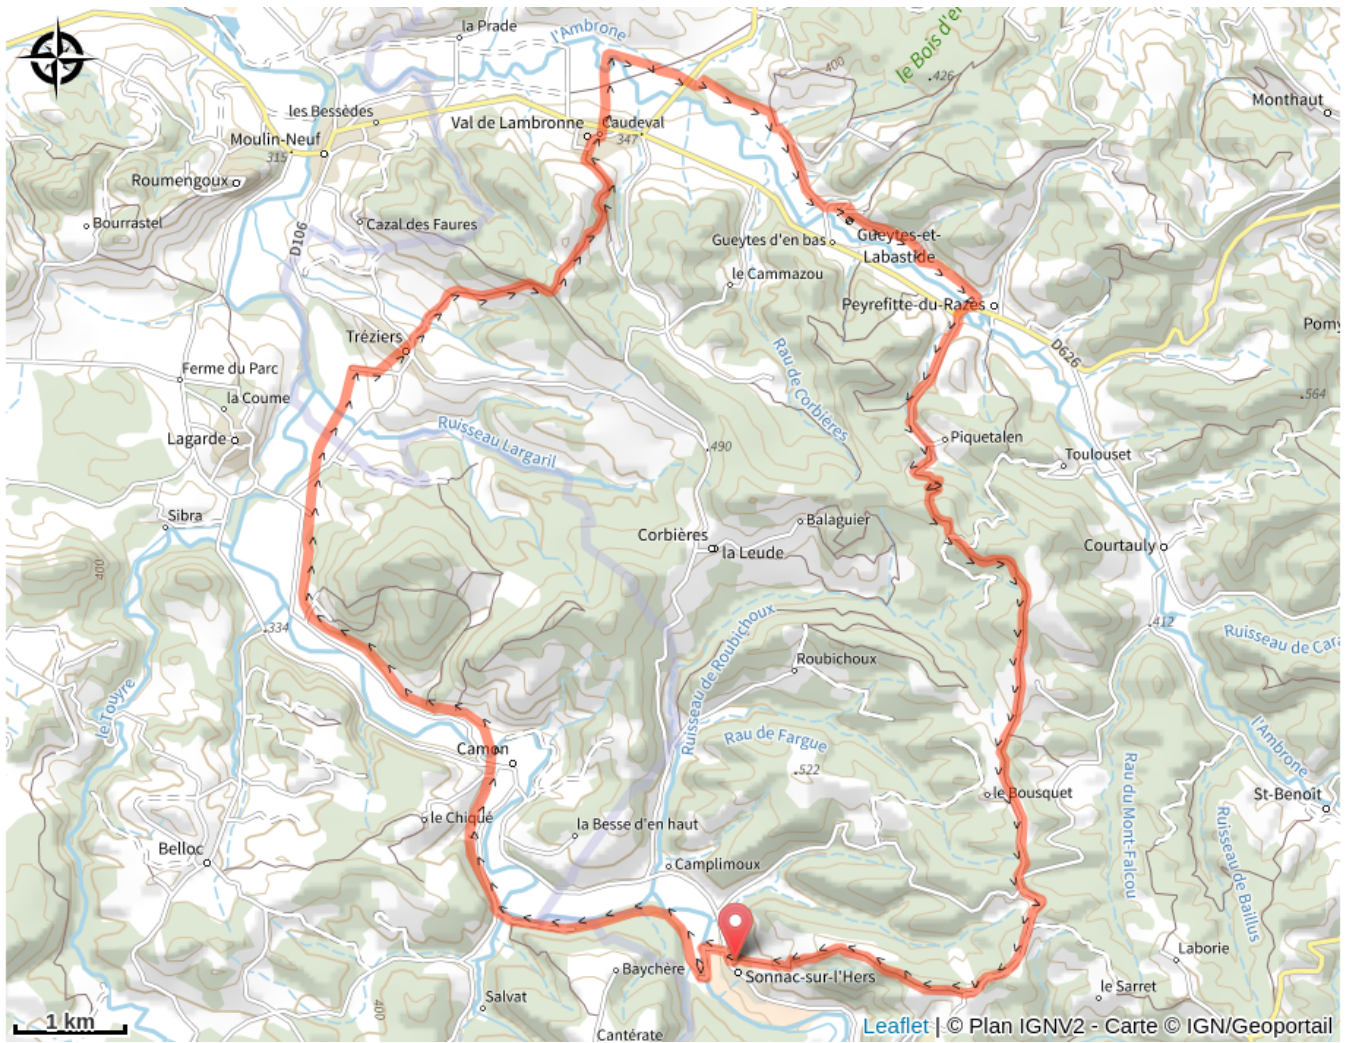 la Prade
l'Ambrone
le Bois d'e
400
.426
Monthaut
les Bessèdes
Val de Lambronne
Caudeval
347
Moulin-Neuf
315
Roumengoux
Bourrastel
Cazal des Faures
D106
Gueytes d'en bas
Gueytes-et-
Labastide
le Cammazou
Peyrefitte-du-Razès
Pomy
Tréziers
D626
Ferme du Parc
la Coume
Rau de Corbières
.564
Lagarde
Ruisseau Largaril
.490
Piquetalen
Toulouset
Sibra
Corbières
Balaguier
la Leude
Courtauly
400
.334
Ruisseau de Roubichoux
.412
Ruisseau de Cara
Roubichoux
le Touyre
Camon
Rau de Fargue
.522
l'Ambrone
Rau du Mont-Falcou
le Bousquet
St-Benoît
le Chiqué
la Besse d'en haut
Ruisseau de Baillus
Belloc
Camplimoux
Laborie
Baychère
Sonnac-sur-l'Hers
le Sarret
Salvat
400
Cantérate
1 km
Leaflet | © Plan IGNV2 - Carte © IGN/Geoportail